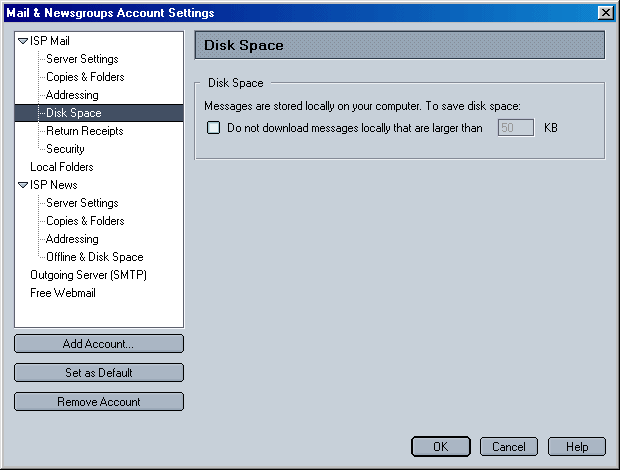 Mail & Newsgroups Account Settings
ISP Mail
Server Settings
Copies & Folders
Addressing
Disk Space
Return Receipts
Security
Local Folders
ISP News
Server Settings
Copies & Folders
Addressing
Offline & Disk Space
Outgoing Server (SMTP)
Free Webmail
Add Account...
Set as Default
Remove Account
Disk Space
Disk Space
Messages are stored locally on your computer. To save disk space:
Do not download messages locally that are larger than 50 KB
OK Cancel Help